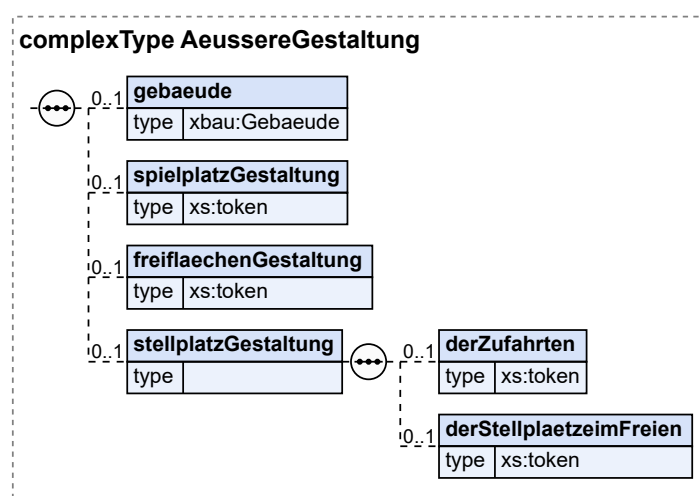 complexType AeussereGestaltung
0..1 gebaeude
type xbau:Gebaeude
0..1 spielplatzGestaltung
type xs:token
0..1 freiflaechenGestaltung
type xs:token
0..1 stellplatzGestaltung
type
0..1 derZufahrten
type xs:token
0..1 derStellplaetzeimFreien
type xs:token